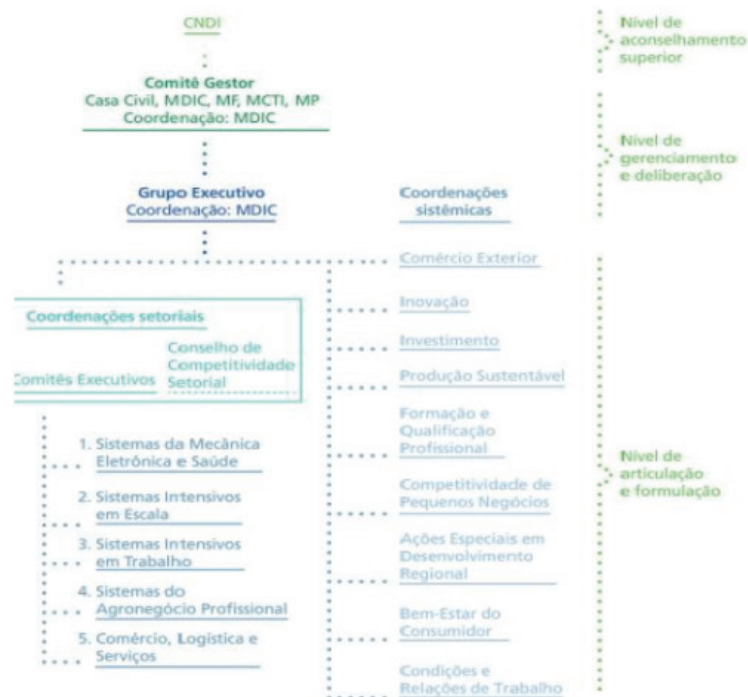 CNDI
Comitê Gestor
Casa Civil, MDIC, MF, MCTI, MP
Coordenação: MDIC
Grupo Executivo
Coordenação: MDIC
Coordenações setoriais
Comitês Executivos
Conselho de
Competitividade
Setorial
1. Sistemas da Mecânica
Eletrônica e Saúde
2. Sistemas Intensivos
em Escala
3. Sistemas Intensivos
em Trabalho
4. Sistemas do
Agronegócio Profissional
5. Comércio, Logística e
Serviços
Coordenações
sistêmicas
Comércio Exterior
Inovação
Investimento
Produção Sustentável
Formação e
Qualificação
Profissional
Competitividade de
Pequenos Negócios
Ações Especiais em
Desenvolvimento
Regional
Bem-Estar do
Consumidor
Condições e
Relações de Trabalho
Nível de
aconselhamento
superior
Nível de
gerenciamento
e deliberação
Nível de
articulação
e formulação